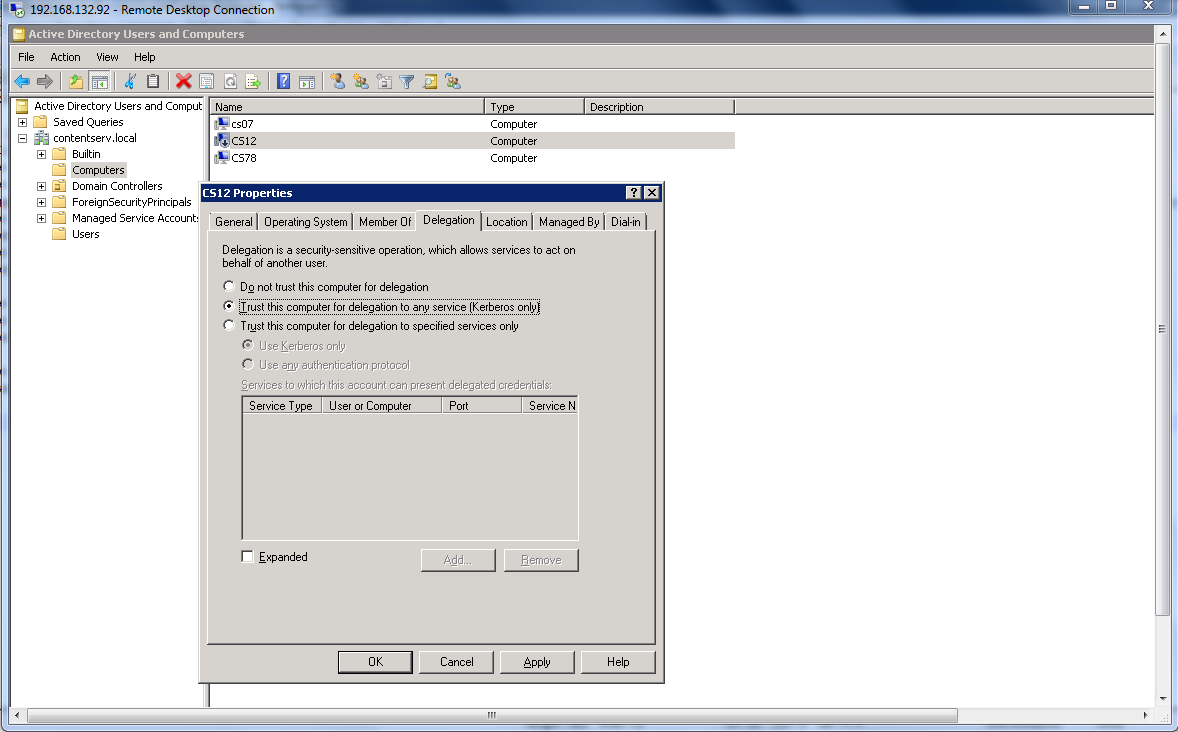 192.168.132.92 - Remote Desktop Connection
Active Directory Users and Computers
File Action View Help
Active Directory Users and Comput
Saved Queries
contentserv.local
Builtin
Computers
Domain Controllers
ForeignSecurityPrincipals
Managed Service Accounts
Users
Name Type Description
cs07 Computer
CS12 Computer
CS78 Computer
CS12 Properties
General Operating System Member Of Delegation Location Managed By Dial-in
Delegation is a security-sensitive operation, which allows services to act on
behalf of another user.
Do not trust this computer for delegation
Trust this computer for delegation to any service (Kerberos only)
Trust this computer for delegation to specified services only
Use Kerberos only
Use any authentication protocol
Services to which this account can present delegated credentials:
Service Type User or Computer Port Service N
Expanded Add... Remove
OK Cancel Apply Help